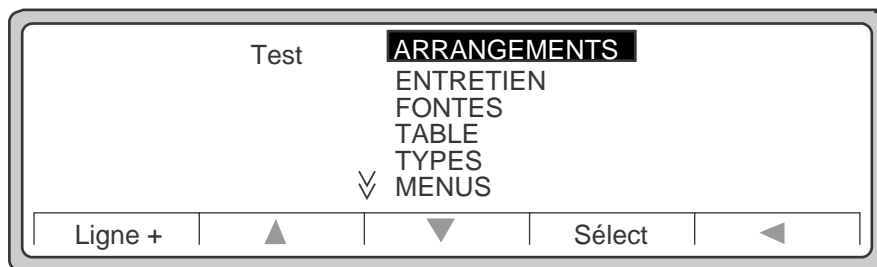 Test ARRANGEMENTS
ENTRETIEN
FONTES
TABLE
TYPES
MENUS
Ligne + Sélect